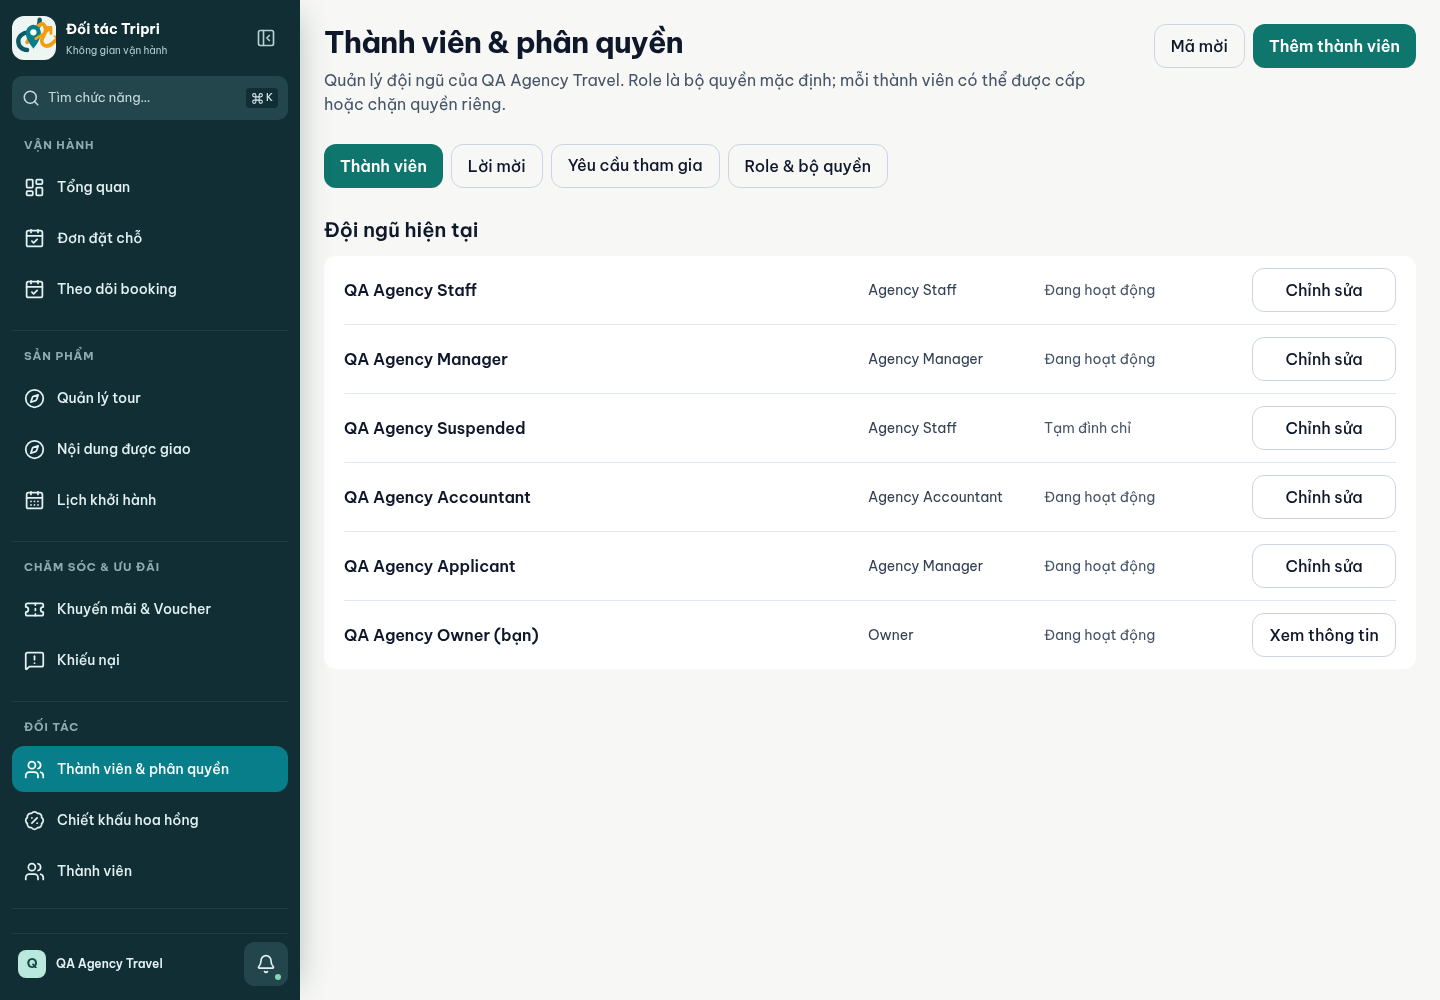 Đối tác Tripri
Không gian vận hành
Tìm chức năng...
⌘ K
VẬN HÀNH
Tổng quan
Đơn đặt chỗ
Theo dõi booking
SẢN PHẨM
Quản lý tour
Nội dung được giao
Lịch khởi hành
CHĂM SÓC & ƯU ĐÃI
Khuyến mãi & Voucher
Khiếu nại
ĐỐI TÁC
Thành viên & phân quyền
Chiết khấu hoa hồng
Thành viên
Q
QA Agency Travel
Thành viên & phân quyền
Mã mời
Thêm thành viên
Quản lý đội ngũ của QA Agency Travel. Role là bộ quyền mặc định; mỗi thành viên có thể được cấp
hoặc chặn quyền riêng.
Thành viên
Lời mời
Yêu cầu tham gia
Role & bộ quyền
Đội ngũ hiện tại
QA Agency Staff Agency Staff Đang hoạt động Chỉnh sửa
QA Agency Manager Agency Manager Đang hoạt động Chỉnh sửa
QA Agency Suspended Agency Staff Tạm đình chỉ Chỉnh sửa
QA Agency Accountant Agency Accountant Đang hoạt động Chỉnh sửa
QA Agency Applicant Agency Manager Đang hoạt động Chỉnh sửa
QA Agency Owner (bạn) Owner Đang hoạt động Xem thông tin